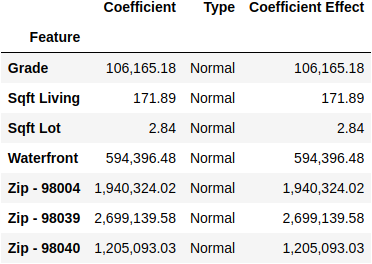 Coefficient Type Coefficient Effect
Feature
Grade 106,165.18 Normal 106,165.18
Sqft Living 171.89 Normal 171.89
Sqft Lot 2.84 Normal 2.84
Waterfront 594,396.48 Normal 594,396.48
Zip - 98004 1,940,324.02 Normal 1,940,324.02
Zip - 98039 2,699,139.58 Normal 2,699,139.58
Zip - 98040 1,205,093.03 Normal 1,205,093.03